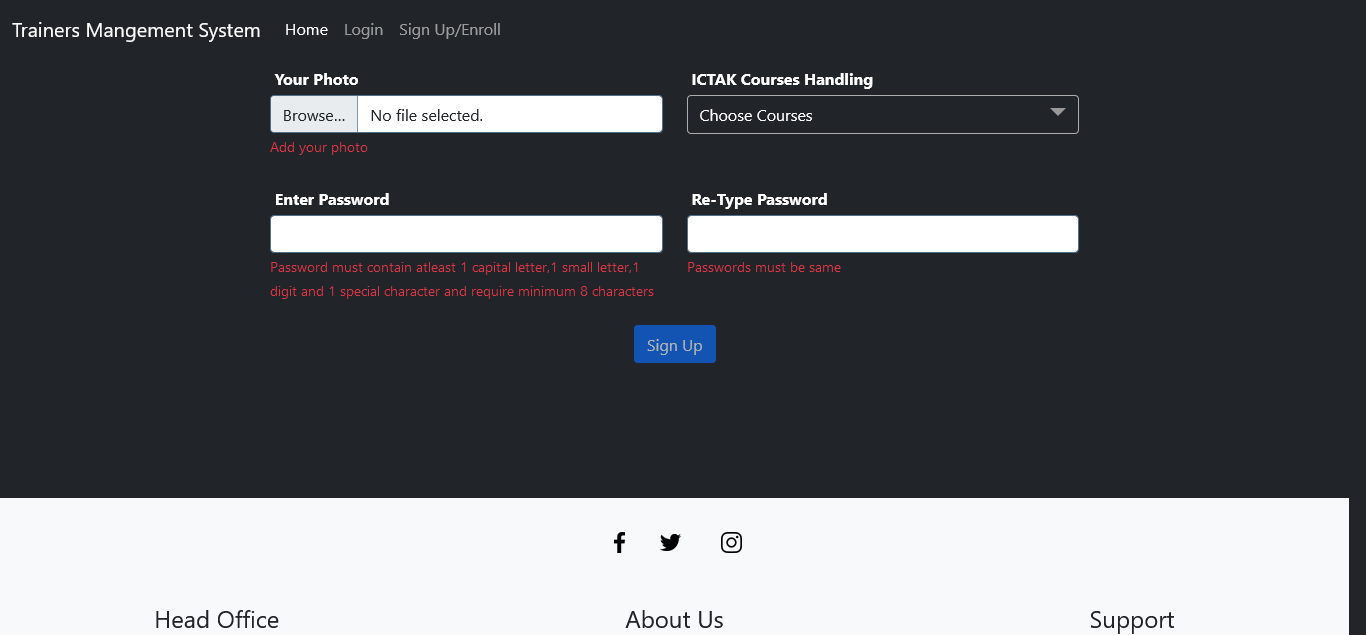 Trainers Mangement System Home Login Sign Up/Enroll
Your Photo
ICTAK Courses Handling
Browse... No file selected.
Choose Courses
Add your photo
Enter Password
Re-Type Password
Password must contain atleast 1 capital letter,1 small letter,1
digit and 1 special character and require minimum 8 characters
Passwords must be same
Sign Up
Head Office
About Us
Support